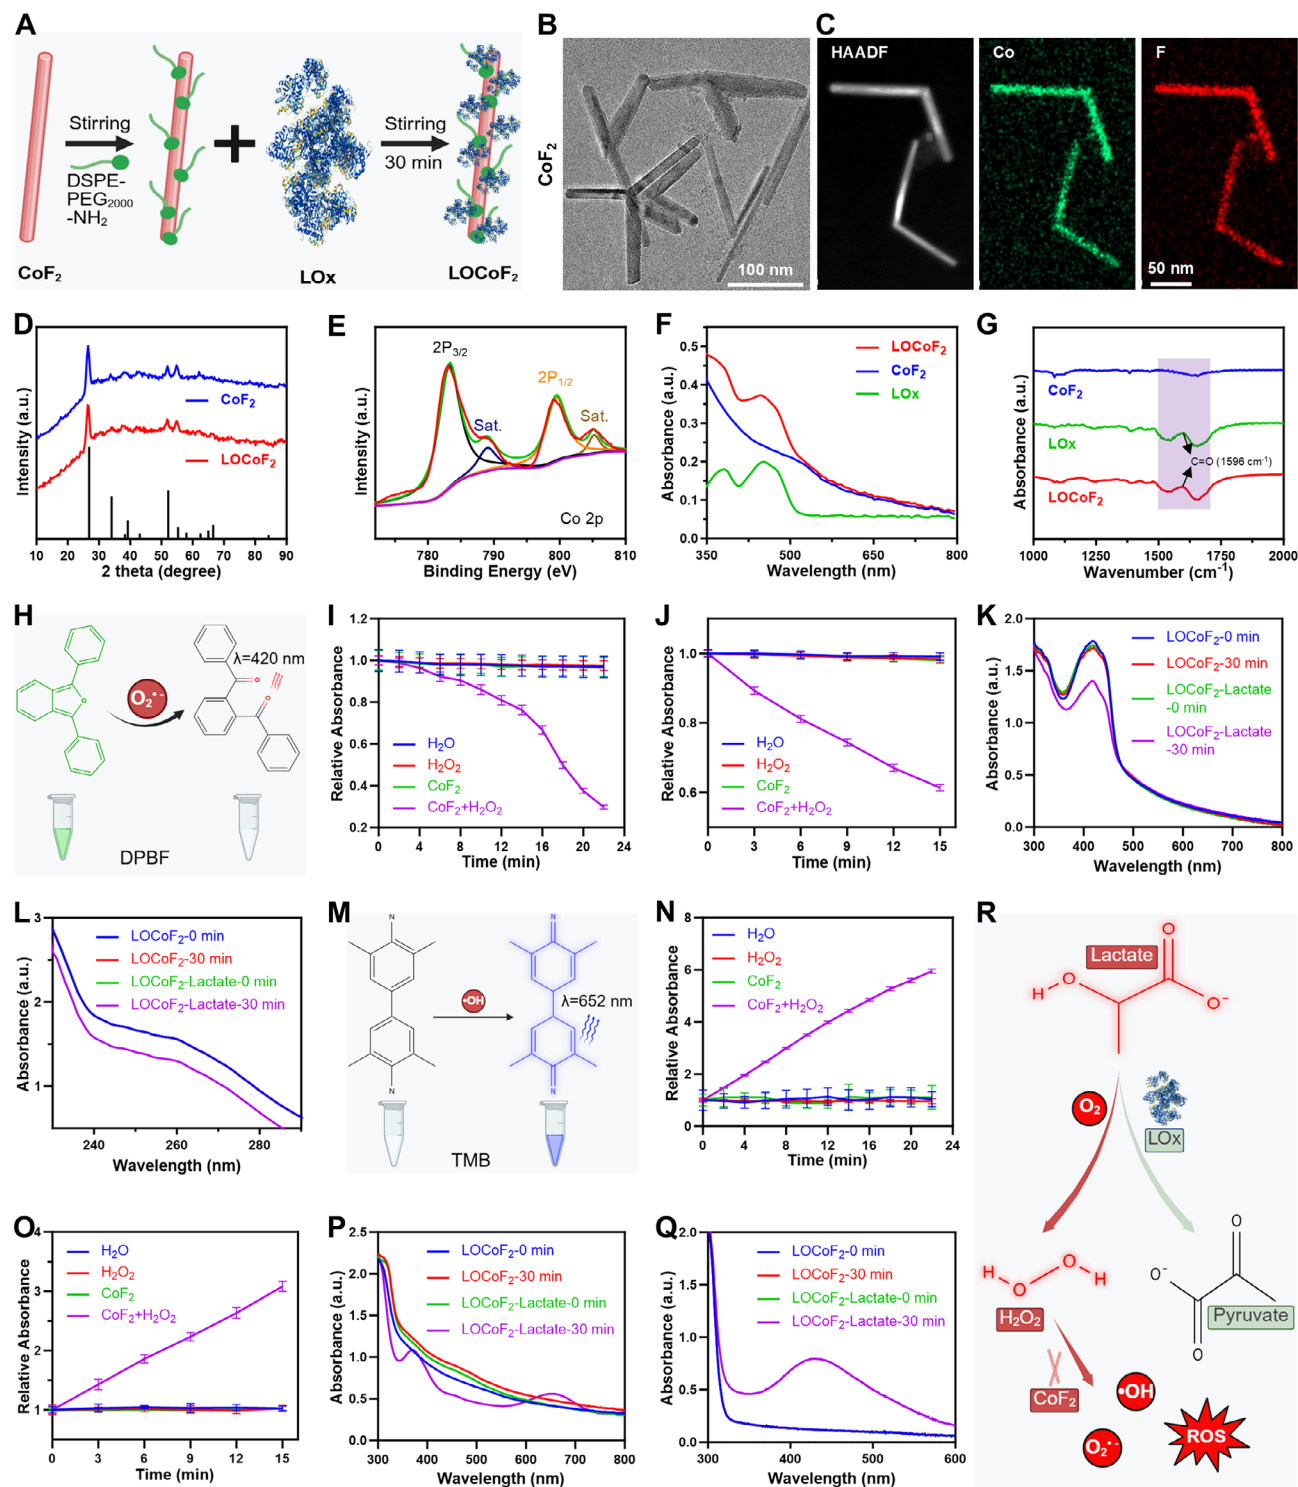 A
Stirring
DSPE-
PEG2000
-NH2
CoF2
LOx
Stirring
30 min
LOCoF2
B
CoF2
100 nm
C
HAADF
Co
F
50 nm
D
Intensity (a.u.)
CoF2
LOCoF2
10 20 30 40 50 60 70 80 90
2 theta (degree)
E
Intensity (a.u.)
2P3/2
Sat.
2P1/2
Sat.
Co 2p
780 790 800 810
Binding Energy (eV)
F
Absorbance (a.u.)
0.5
0.4
0.3
0.2
0.1
0.0
LOCoF2
CoF2
LOx
350 500 650 800
Wavelength (nm)
G
Absorbance (a.u.)
CoF2
LOx
C=O (1596 cm-1)
LOCoF2
1000 1250 1500 1750 2000
Wavenumber (cm-1)
H
λ=420 nm
O
O
O
O2•-
DPBF
I
Relative Absorbance
1.2
1.0
0.8
0.6
0.4
0.2
H2O
H2O2
CoF2
CoF2+H2O2
0 4 8 12 16 20 24
Time (min)
J
Relative Absorbance
1.0
0.8
0.6
H2O
H2O2
CoF2
CoF2+H2O2
0 3 6 9 12 15
Time (min)
K
Absorbance (a.u.)
2.0
1.5
1.0
0.5
0.0
LOCoF2-0 min
LOCoF2-30 min
LOCoF2-Lactate
-0 min
LOCoF2-Lactate
-30 min
300 400 500 600 700 800
Wavelength (nm)
L
Absorbance (a.u.)
3
2
1
LOCoF2-0 min
LOCoF2-30 min
LOCoF2-Lactate-0 min
LOCoF2-Lactate-30 min
240 260 280
Wavelength (nm)
M
N
N
•OH
N
N
λ=652 nm
TMB
N
Relative Absorbance
8
6
4
2
1
0
H2O
H2O2
CoF2
CoF2+H2O2
0 4 8 12 16 20 24
Time (min)
O
Relative Absorbance
4
3
2
1
H2O
H2O2
CoF2
CoF2+H2O2
0 3 6 9 12 15
Time (min)
P
Absorbance (a.u.)
2.5
2.0
1.5
1.0
0.5
0.0
LOCoF2-0 min
LOCoF2-30 min
LOCoF2-Lactate-0 min
LOCoF2-Lactate-30 min
300 400 500 600 700 800
Wavelength (nm)
Q
Absorbance (a.u.)
2.0
1.5
1.0
0.5
0.0
LOCoF2-0 min
LOCoF2-30 min
LOCoF2-Lactate-0 min
LOCoF2-Lactate-30 min
300 400 500 600
Wavelength (nm)
R
Lactate
O
H
O
O-
O2
LOx
H
O
O
H
H2O2
O
O-
O
Pyruvate
CoF2
•OH
O2•-
ROS